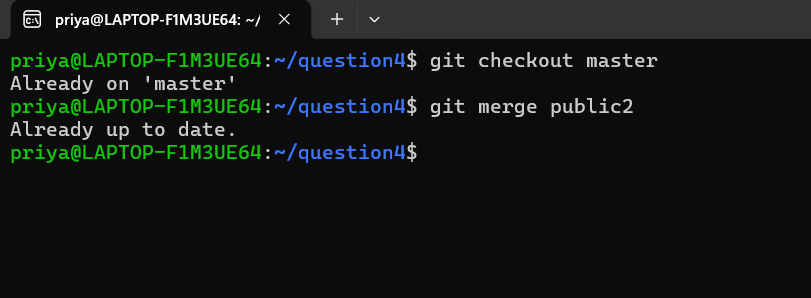 priya@LAPTOP-F1M3UE64: ~/
priya@LAPTOP-F1M3UE64:~/question4$ git checkout master
Already on 'master'
priya@LAPTOP-F1M3UE64:~/question4$ git merge public2
Already up to date.
priya@LAPTOP-F1M3UE64:~/question4$